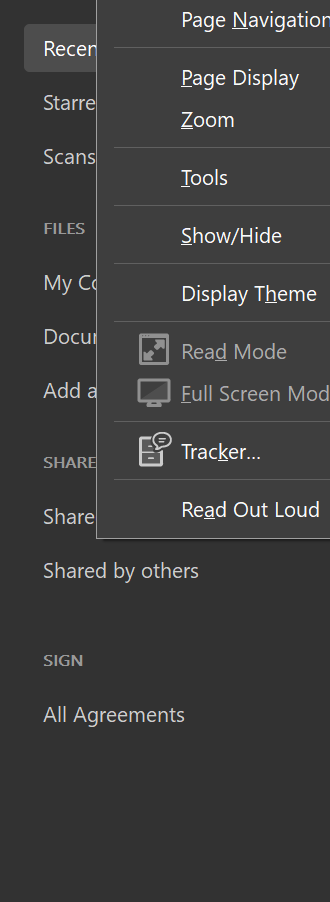 Page Navigation
Recen
Page Display
Starre
Zoom
Scans
Tools
FILES
Show/Hide
My Co
Display Theme
Docu
Read Mode
Add a
Full Screen Mod
SHARE
Tracker...
Share
Read Out Loud
Shared by others
SIGN
All Agreements